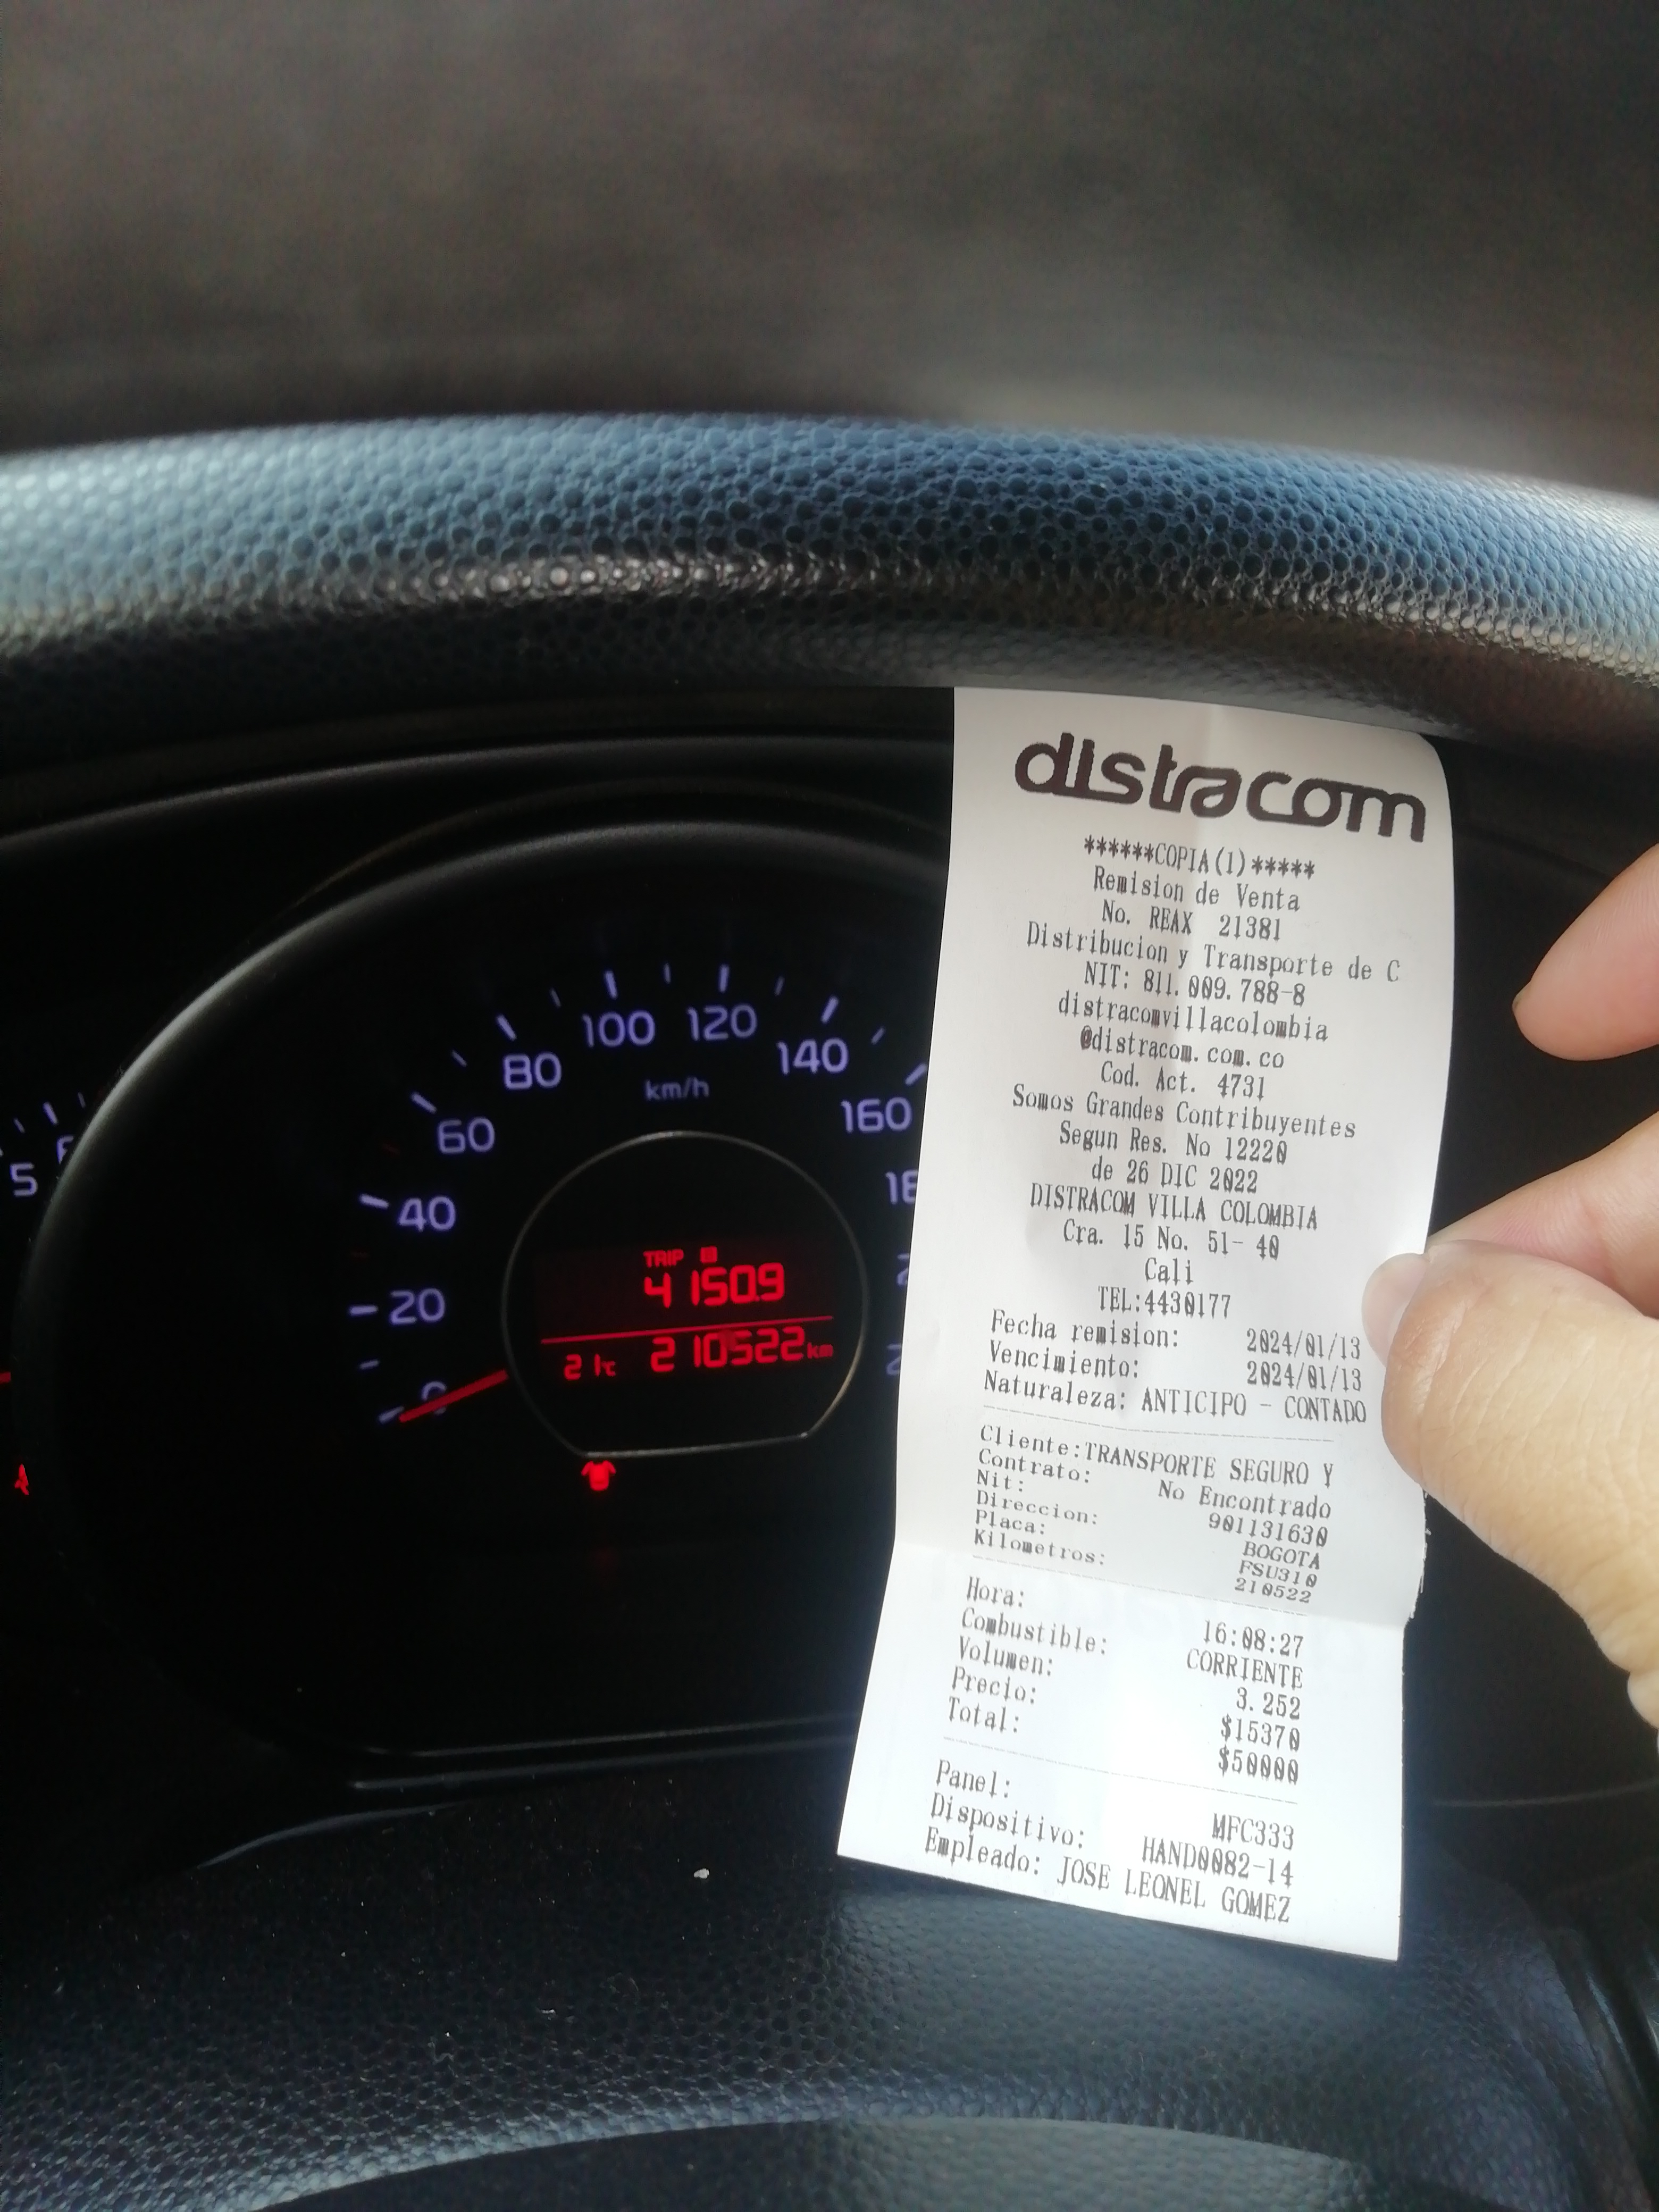 5
0
20
40
60
80
100
120
140
160
km/h
TRIP B
4150.9
21°C 210522 km
distracom
******COPIA(1)*****
Remision de Venta
No. REAX 21381
Distribucion y Transporte de C
NIT: 811.009.788-8
distracomvillacolombia
@distracom.com.co
Cod. Act. 4731
Somos Grandes Contribuyentes
Segun Res. No 12220
de 26 DIC 2022
DISTRACOM VILLA COLOMBIA
Cra. 15 No. 51- 40
Cali
TEL:4430177
Fecha remision: 2024/01/13
Vencimiento: 2024/01/13
Naturaleza: ANTICIPO - CONTADO
Cliente:TRANSPORTE SEGURO Y
Contrato: No Encontrado
Nit: 901131630
Direccion: BOGOTA
Placa: FSU310
Kilometros: 210522
Hora: 16:08:27
Combustible: CORRIENTE
Volumen: 3.252
Precio: $15370
Total: $50000
Panel: MFC333
Dispositivo: HAND0082-14
Empleado: JOSE LEONEL GOMEZ